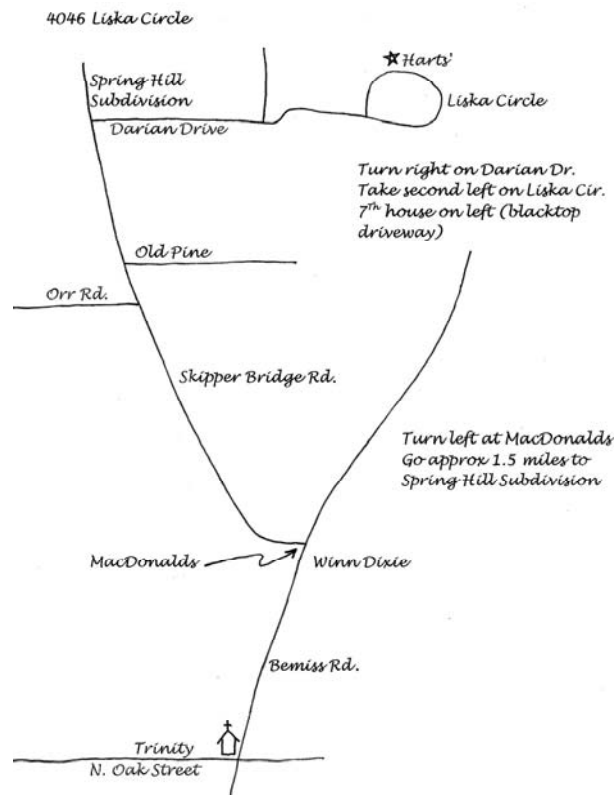 4046 Liska Circle
Harts'
Spring Hill
Subdivision
Liska Circle
Darian Drive
Turn right on Darian Dr.
Take second left on Liska Cir.
7th house on left (blacktop
driveway)
Old Pine
Orr Rd.
Skipper Bridge Rd.
Turn left at MacDonalds
Go approx 1.5 miles to
Spring Hill Subdivision
MacDonalds
Winn Dixie
Bemiss Rd.
Trinity
N. Oak Street